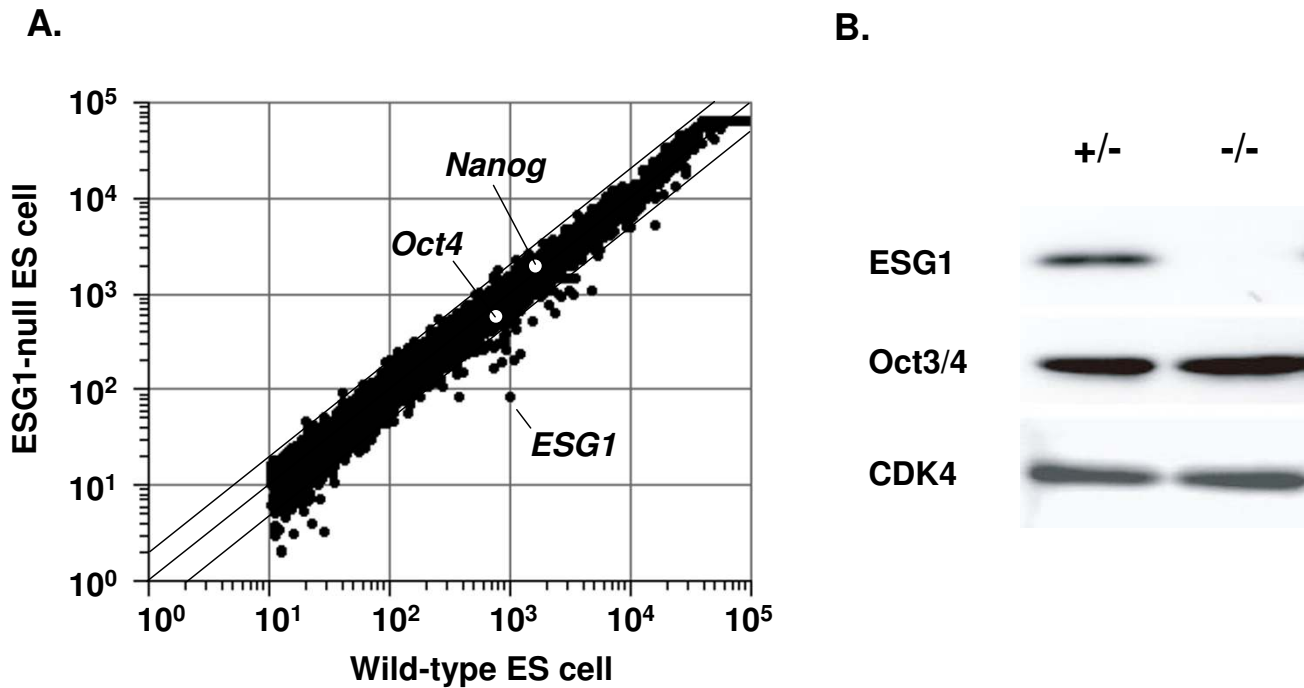 A.
10⁵
10⁴
10³
10²
10¹
10⁰
ESG1-null ES cell
Nanog
Oct4
ESG1
10⁰ 10¹ 10² 10³ 10⁴ 10⁵
Wild-type ES cell
B.
+/- -/-
ESG1
Oct3/4
CDK4